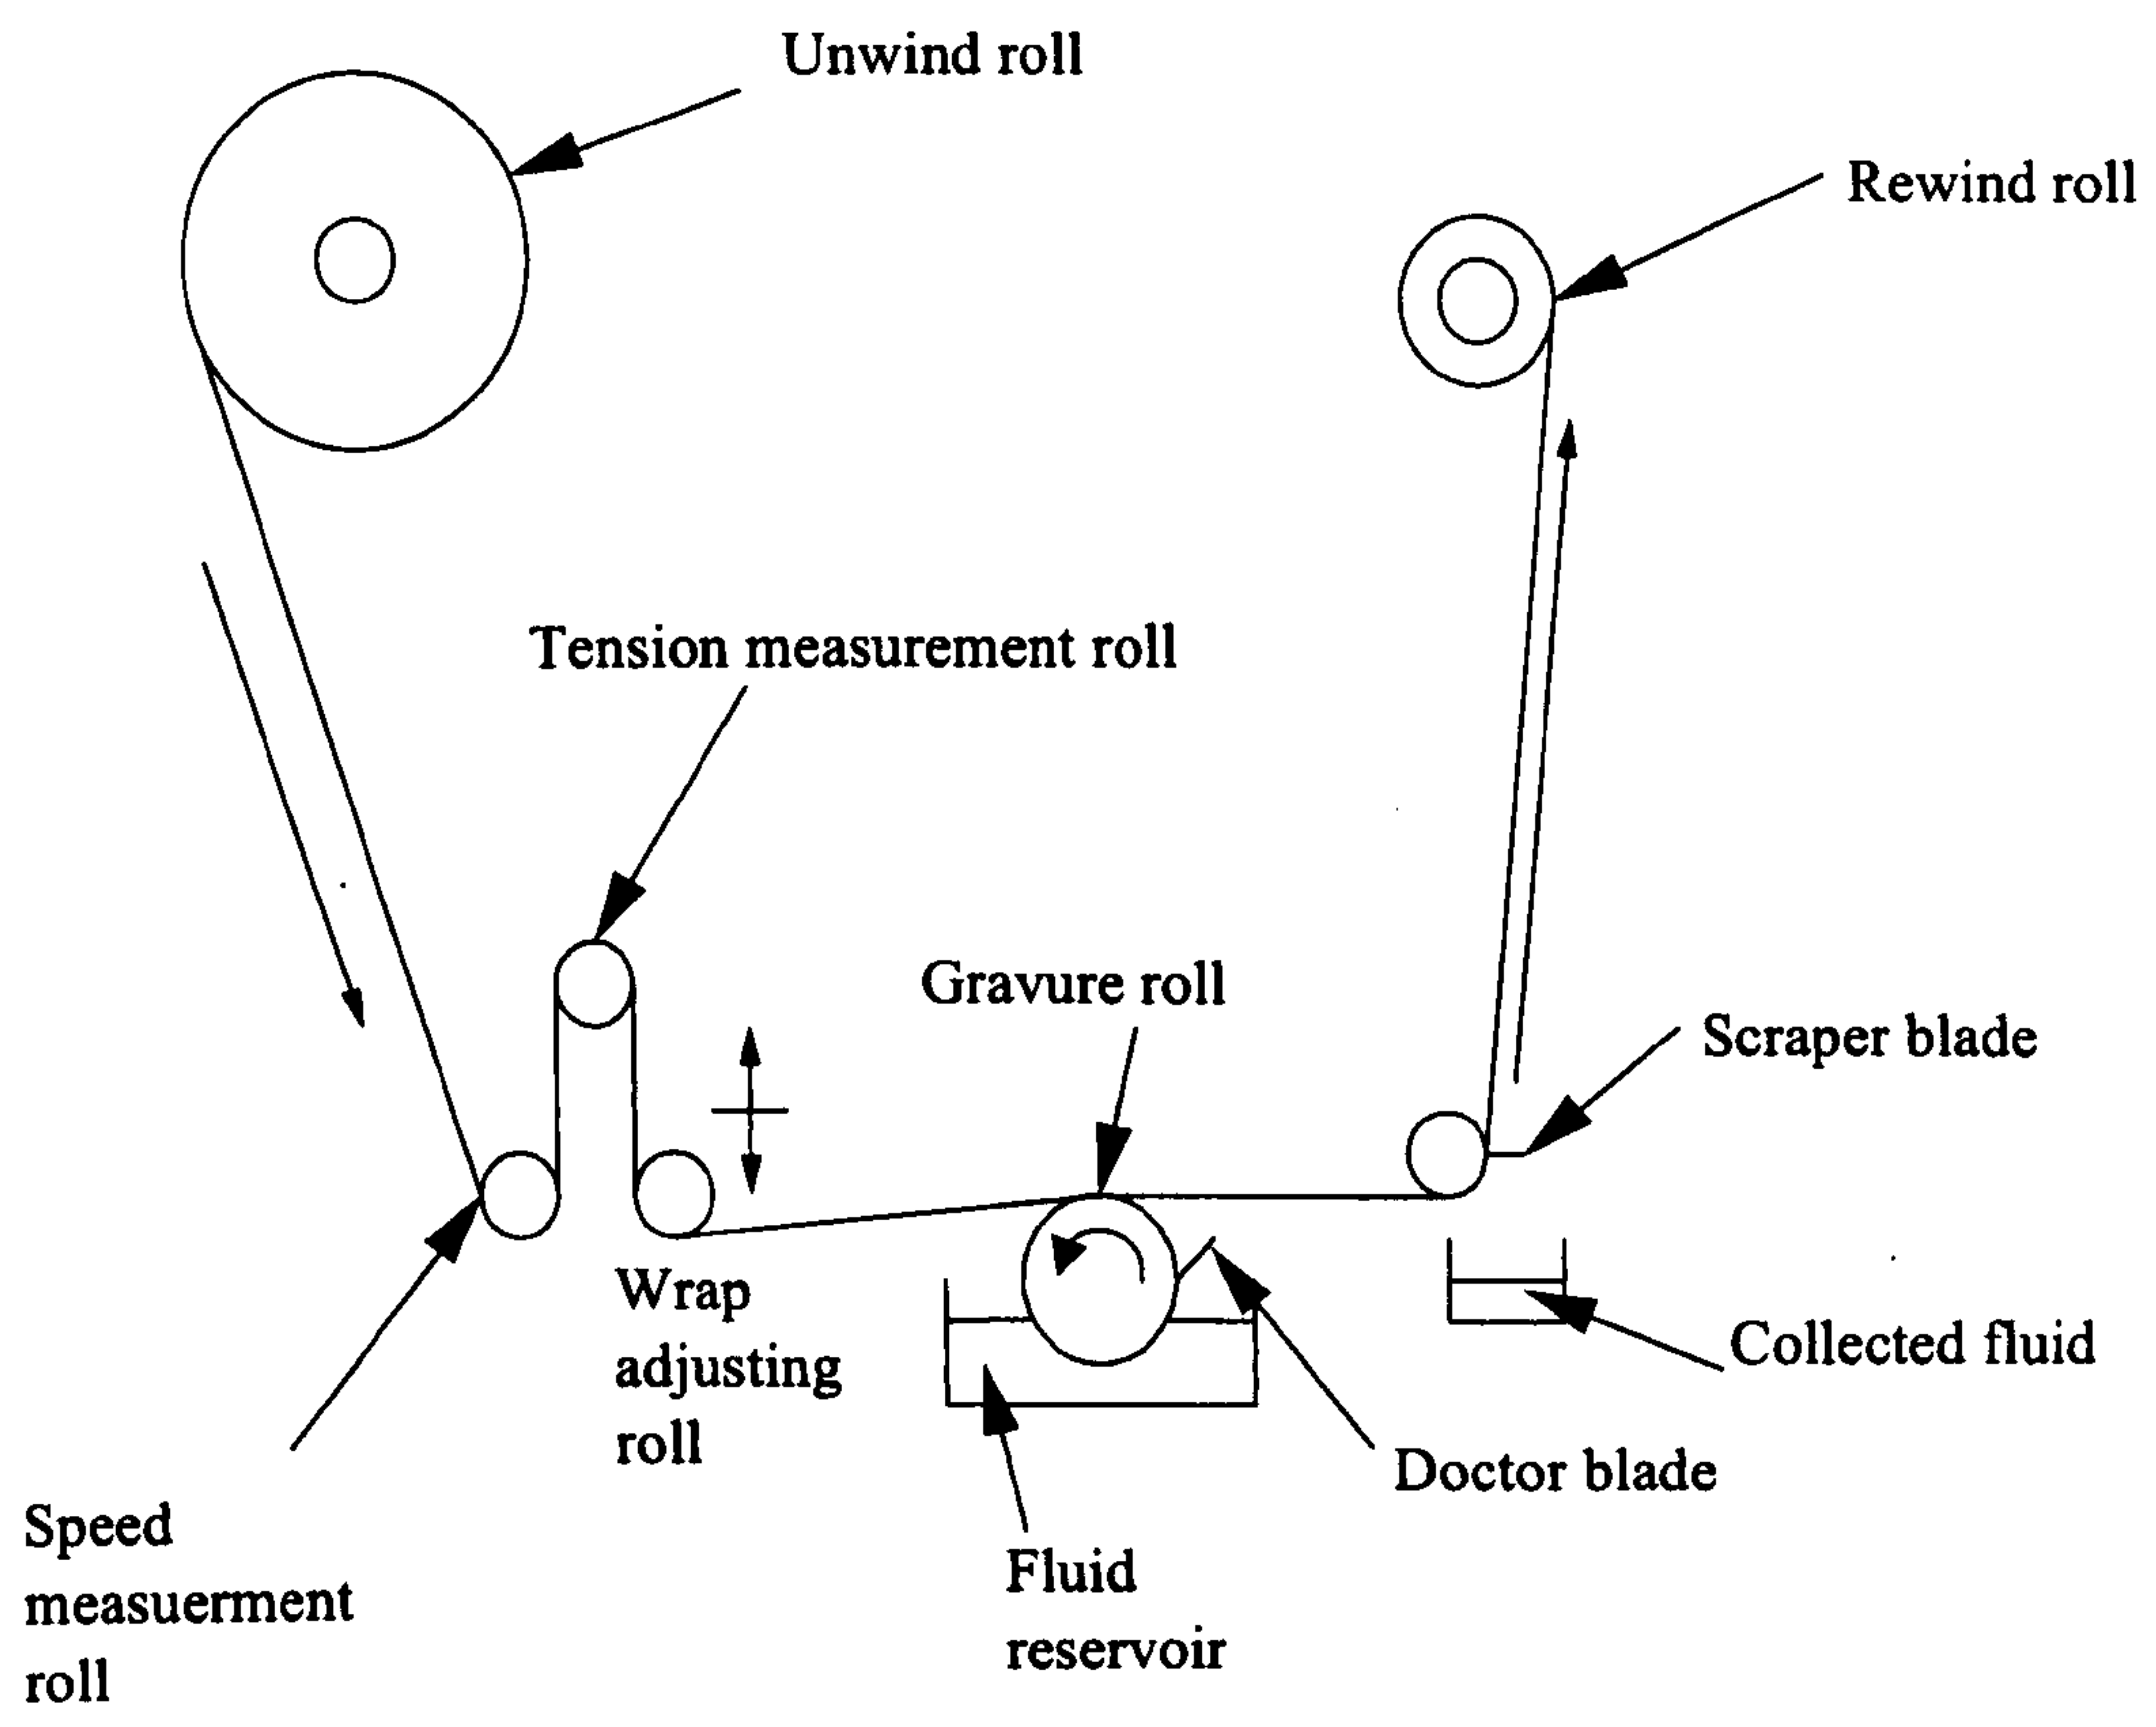 Unwind roll
Rewind roll
Tension measurement roll
Gravure roll
Scraper blade
Wrap
adjusting
roll
Collected fluid
Doctor blade
Speed
measuerment
roll
Fluid
reservoir